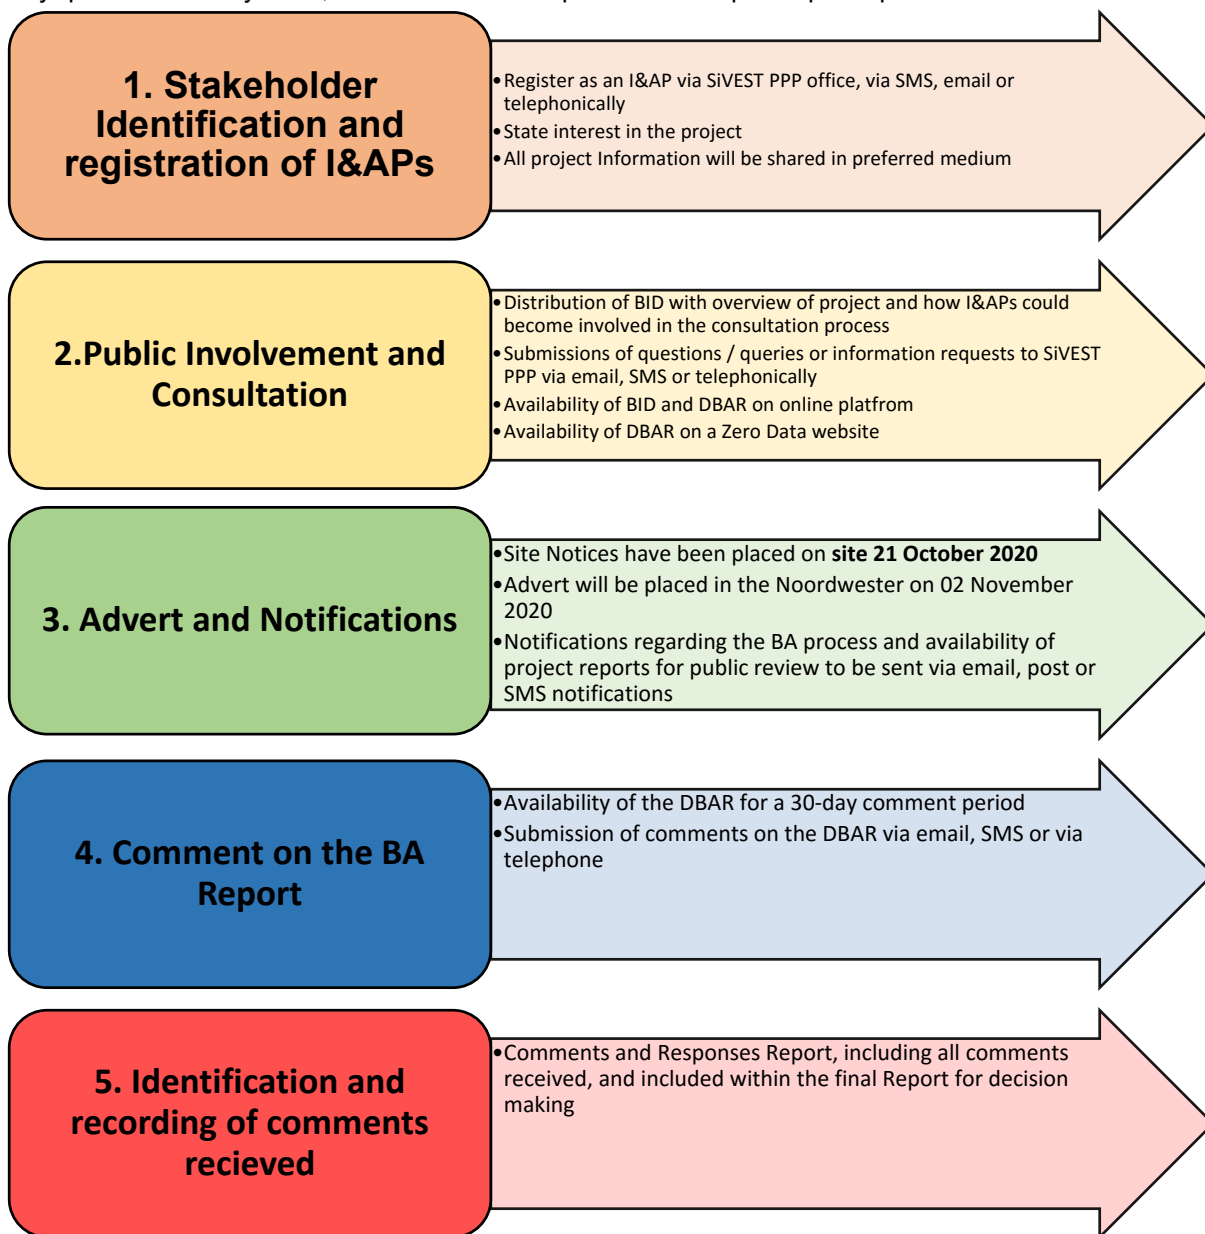 1. Stakeholder
Identification and
registration of I&APs
•Register as an I&AP via SiVEST PPP office, via SMS, email or
telephonically
•State interest in the project
•All project Information will be shared in preferred medium
2.Public Involvement and
Consultation
•Distribution of BID with overview of project and how I&APs could
become involved in the consultation process
•Submissions of questions / queries or information requests to SiVEST
PPP via email, SMS or telephonically
•Availability of BID and DBAR on online platfrom
•Availability of DBAR on a Zero Data website
3. Advert and Notifications
•Site Notices have been placed on site 21 October 2020
•Advert will be placed in the Noordwester on 02 November
2020
•Notifications regarding the BA process and availability of
project reports for public review to be sent via email, post or
SMS notifications
4. Comment on the BA
Report
•Availability of the DBAR for a 30-day comment period
•Submission of comments on the DBAR via email, SMS or via
telephone
5. Identification and
recording of comments
recieved
•Comments and Responses Report, including all comments
received, and included within the final Report for decision
making